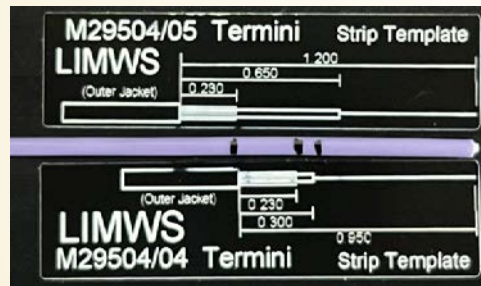 M29504/05 Termini Strip Template
LIMWS
1.200
0.650
(Outer Jacket) 0.230
(Outer Jacket) 0.230
0.300
LIMWS
0.950
M29504/04 Termini Strip Template